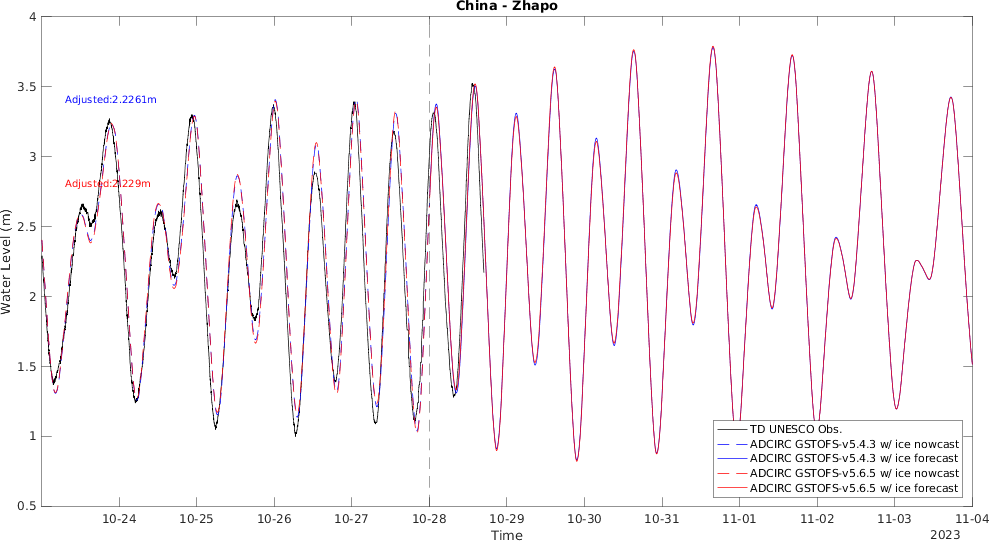 China - Zhapo
4
3.5
3
2.5
2
1.5
1
0.5
Water Level (m)
Adjusted:2.2261m
Adjusted:2.229m
TD UNESCO Obs.
ADCIRC GSTOFS-v5.4.3 w/ ice nowcast
ADCIRC GSTOFS-v5.4.3 w/ ice forecast
ADCIRC GSTOFS-v5.6.5 w/ ice nowcast
ADCIRC GSTOFS-v5.6.5 w/ ice forecast
10-24 10-25 10-26 10-27 10-28 10-29 10-30 10-31 11-01 11-02 11-03 11-04
Time
2023